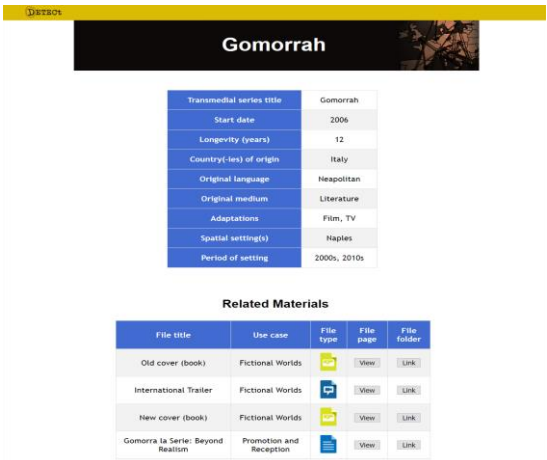 DETECt
Gomorrah
Transmedial series title Gomorrah
Start date 2006
Longevity (years) 12
Country(-ies) of origin Italy
Original language Neapolitan
Original medium Literature
Adaptations Film, TV
Spatial setting(s) Naples
Period of setting 2000s, 2010s
Related Materials
File title Use case File type File page File folder
Old cover (book) Fictional Worlds View Link
International Trailer Fictional Worlds View Link
New cover (book) Fictional Worlds View Link
Gomorra la Serie: Beyond Realism Promotion and Reception View Link